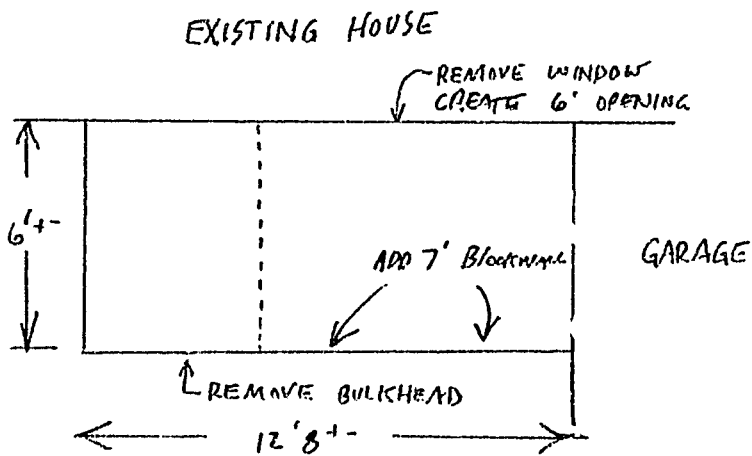 EXISTING HOUSE
REMOVE WINDOW
CREATE 6' OPENING
6'+-
ADD 7' BLOCKWALL
GARAGE
REMOVE BULKHEAD
12'8+-